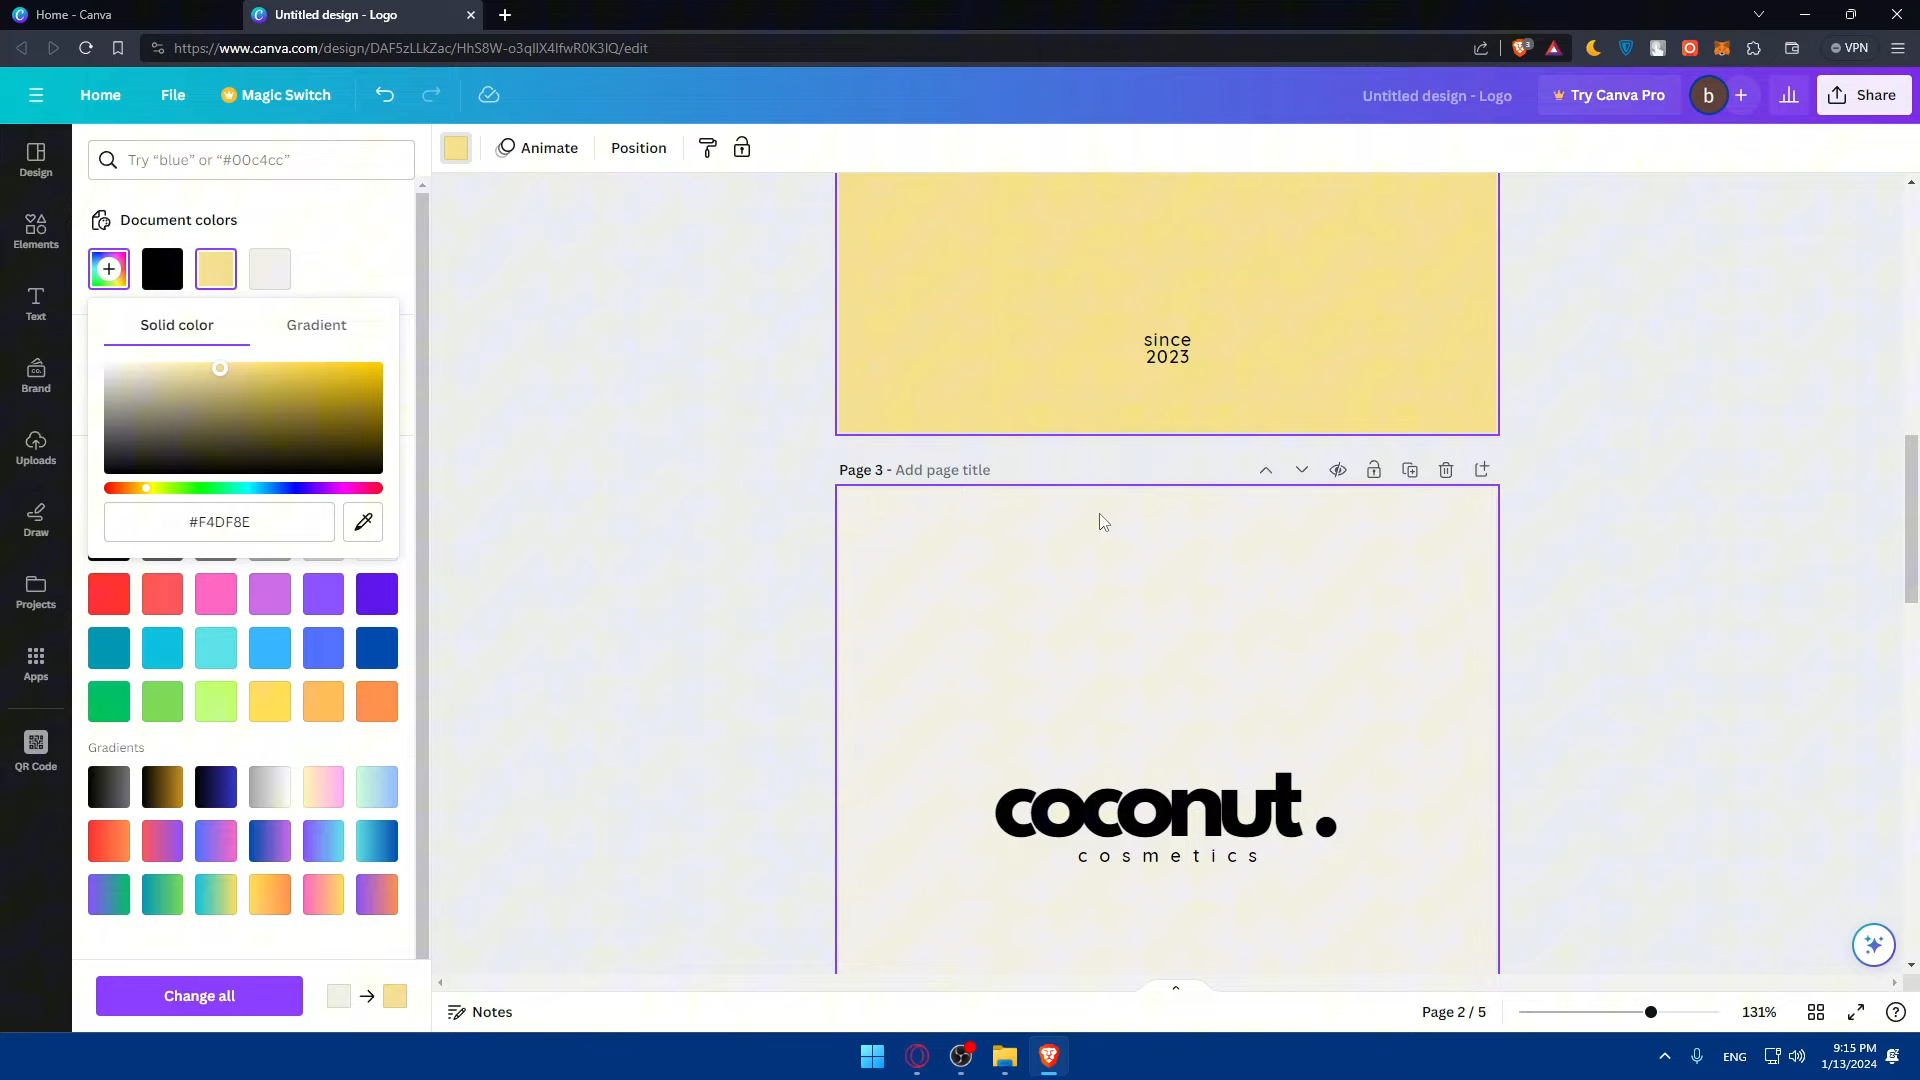 Home - Canva
Untitled design - Logo
https://www.canva.com/design/DAF5zLLkZac/HhS8W-o3qIlX4lfwR0K3lQ/edit
VPN
Home
File
Magic Switch
Untitled design - Logo
Try Canva Pro
b
Share
Design
Elements
Text
Brand
Uploads
Draw
Projects
Apps
QR Code
Try “blue” or “#00c4cc”
Document colors
Solid color
Gradient
#F4DF8E
Gradients
Change all
Animate
Position
since
2023
Page 3 - Add page title
coconut.
cosmetics
Notes
Page 2 / 5
131%
ENG
9:15 PM
1/13/2024